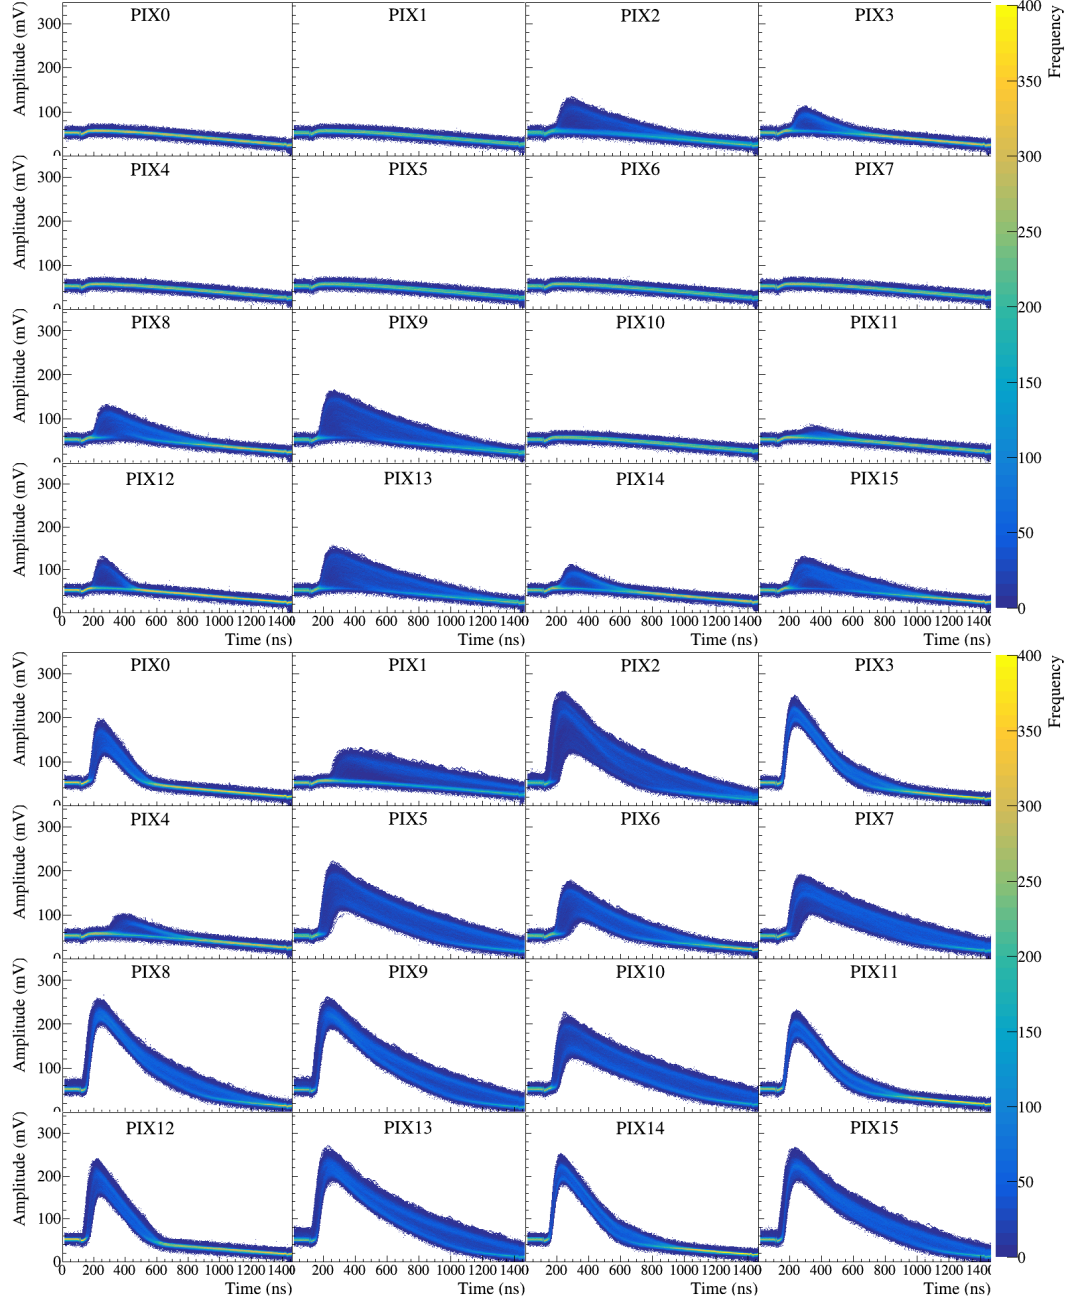 PIX0 PIX1 PIX2 PIX3
Amplitude (mV)
300
200
100
0
PIX4 PIX5 PIX6 PIX7
Amplitude (mV)
300
200
100
0
PIX8 PIX9 PIX10 PIX11
Amplitude (mV)
300
200
100
0
PIX12 PIX13 PIX14 PIX15
Amplitude (mV)
300
200
100
0
0 200 400 600 800 1000 1400 200 400 600 800 1000 1400 200 400 600 800 1000 1400 200 400 600 800 1000 1400
Time (ns) Time (ns) Time (ns) Time (ns)
Frequency
400
350
300
250
200
150
100
50
0
PIX0 PIX1 PIX2 PIX3
Amplitude (mV)
300
200
100
0
PIX4 PIX5 PIX6 PIX7
Amplitude (mV)
300
200
100
0
PIX8 PIX9 PIX10 PIX11
Amplitude (mV)
300
200
100
0
PIX12 PIX13 PIX14 PIX15
Amplitude (mV)
300
200
100
0
0 200 400 600 800 1000 1400 200 400 600 800 1000 1400 200 400 600 800 1000 1400 200 400 600 800 1000 1400
Time (ns) Time (ns) Time (ns) Time (ns)
Frequency
400
350
300
250
200
150
100
50
0